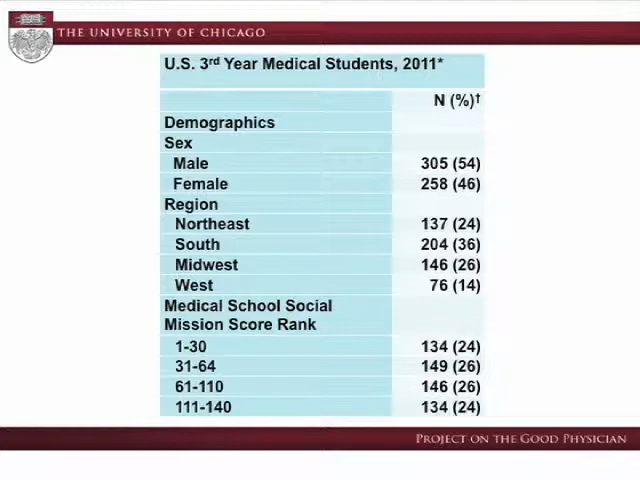 THE UNIVERSITY OF CHICAGO
U.S. 3rd Year Medical Students, 2011*
N (%)†
Demographics
Sex
Male 305 (54)
Female 258 (46)
Region
Northeast 137 (24)
South 204 (36)
Midwest 146 (26)
West 76 (14)
Medical School Social
Mission Score Rank
1-30 134 (24)
31-64 149 (26)
61-110 146 (26)
111-140 134 (24)
PROJECT ON THE GOOD PHYSICIAN